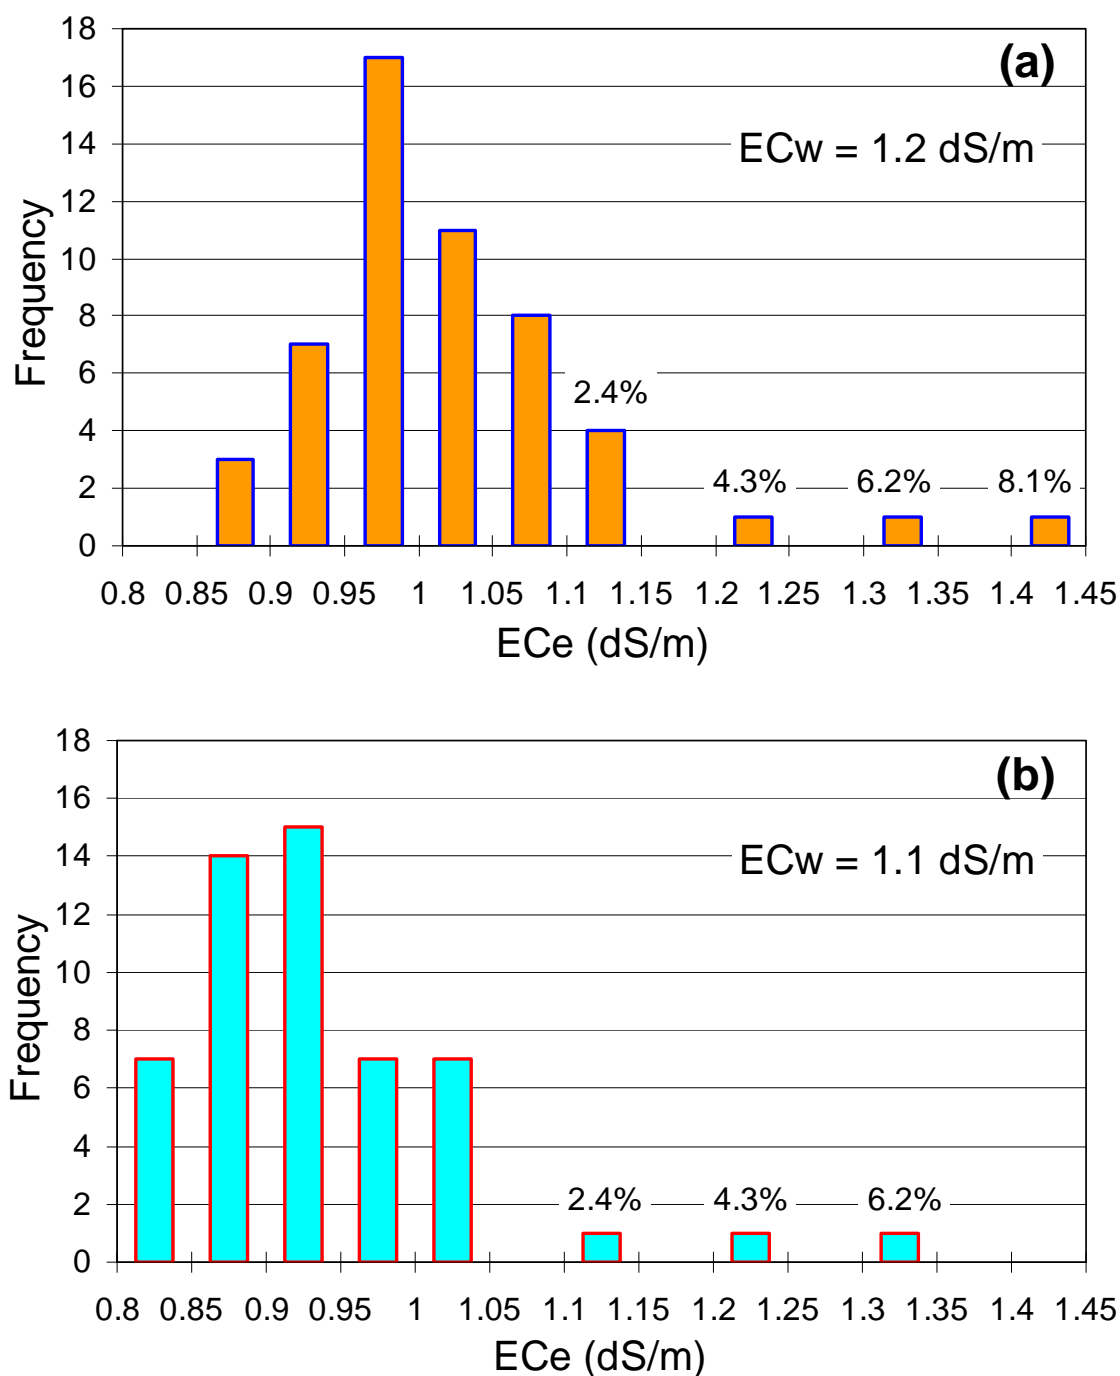 18
(a)
16
ECw = 1.2 dS/m
14
12
10
8
6
4
2
0
Frequency
2.4%
4.3% 6.2% 8.1%
0.8 0.85 0.9 0.95 1 1.05 1.1 1.15 1.2 1.25 1.3 1.35 1.4 1.45
ECe (dS/m)
18
(b)
16
ECw = 1.1 dS/m
14
12
10
8
6
4
2
0
Frequency
2.4% 4.3% 6.2%
0.8 0.85 0.9 0.95 1 1.05 1.1 1.15 1.2 1.25 1.3 1.35 1.4 1.45
ECe (dS/m)